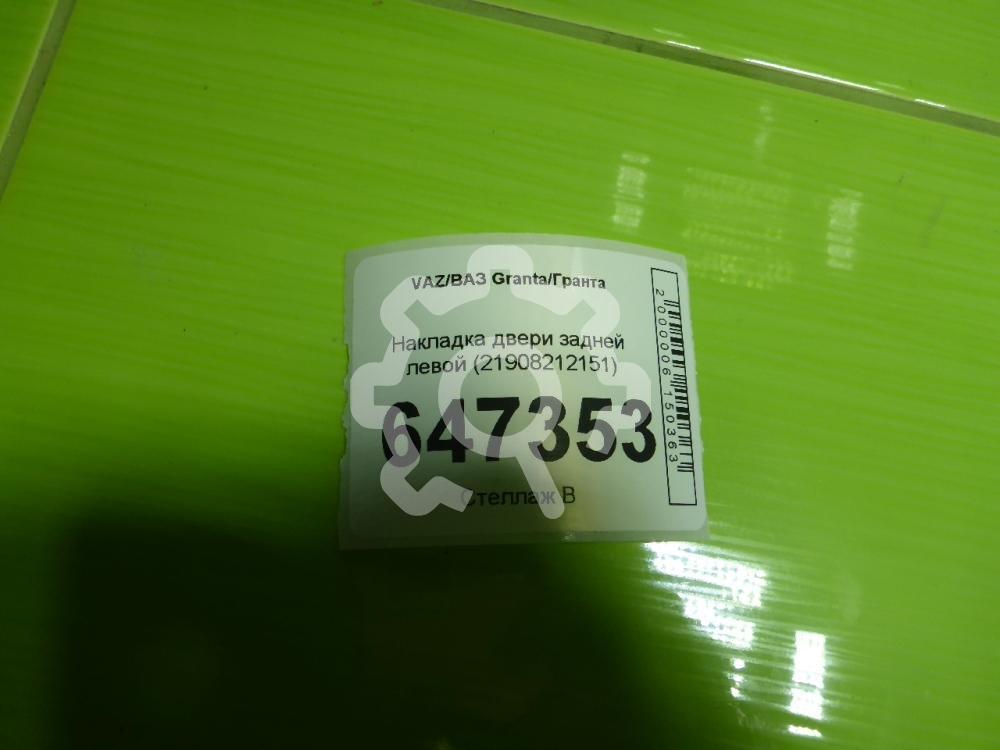 VAZ/ВАЗ Granta/Гранта
Накладка двери задней
левой (21908212151)
647353
Стеллаж В
2000006150363